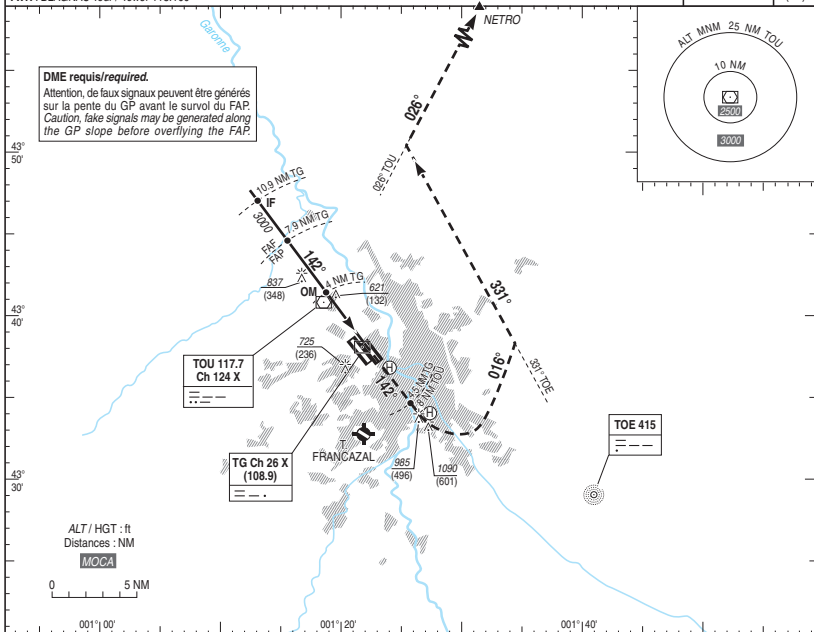 Garonne
NETRO
W
ALT MNM 25 NM TOU
10 NM
2500
3000
DME requis/required.
Attention, de faux signaux peuvent être générés
sur la pente du GP avant le survol du FAP.
Caution, fake signals may be generated along
the GP slope before overflying the FAP.
026°
026° TOU
43°
50'
10.9 NM TG
IF
3000
7.9 NM TG
FAF
FAP
142°
837
(348)
OM
4 NM TG
621
(132)
331°
43°
40'
TOU 117.7
Ch 124 X
725
(236)
H
016°
331° TOE
142°
4.5 NM TG
8 NM TOU
H
TG Ch 26 X
(108.9)
T.
FRANCAZAL
985
(496)
1090
(601)
TOE 415
43°
30'
ALT / HGT : ft
Distances : NM
MOCA
0 5 NM
001° 00'
001° 20'
001° 40'